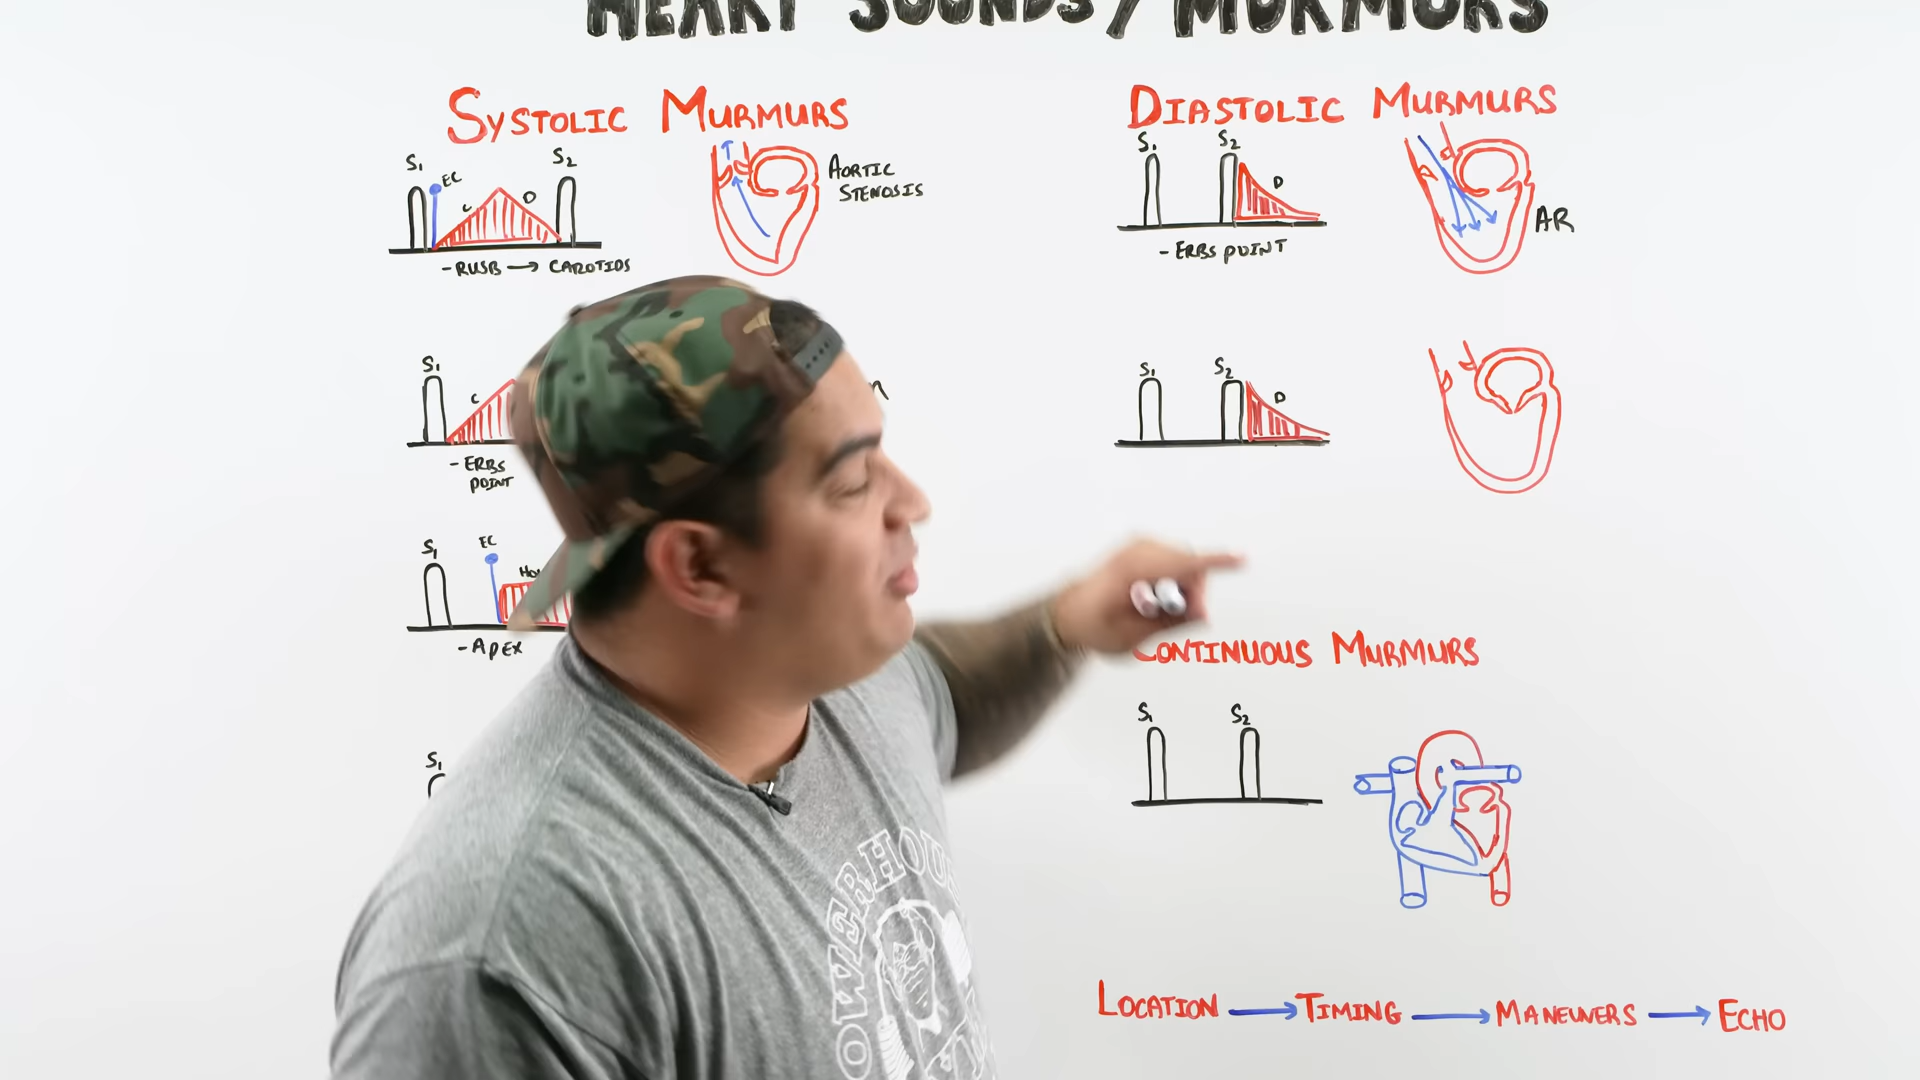 HEART SOUNDS / MURMURS
SYSTOLIC MURMURS
S1 EC C D S2
AORTIC
STENOSIS
-RUSB → CAROTIDS
S1 C
-ERBS
POINT
S1 EC
-APEX
S1
DIASTOLIC MURMURS
S1 S2 D
AR
-ERBS POINT
S1 S2 D
CONTINUOUS MURMURS
S1 S2
LOCATION → TIMING → MANEUVERS → ECHO